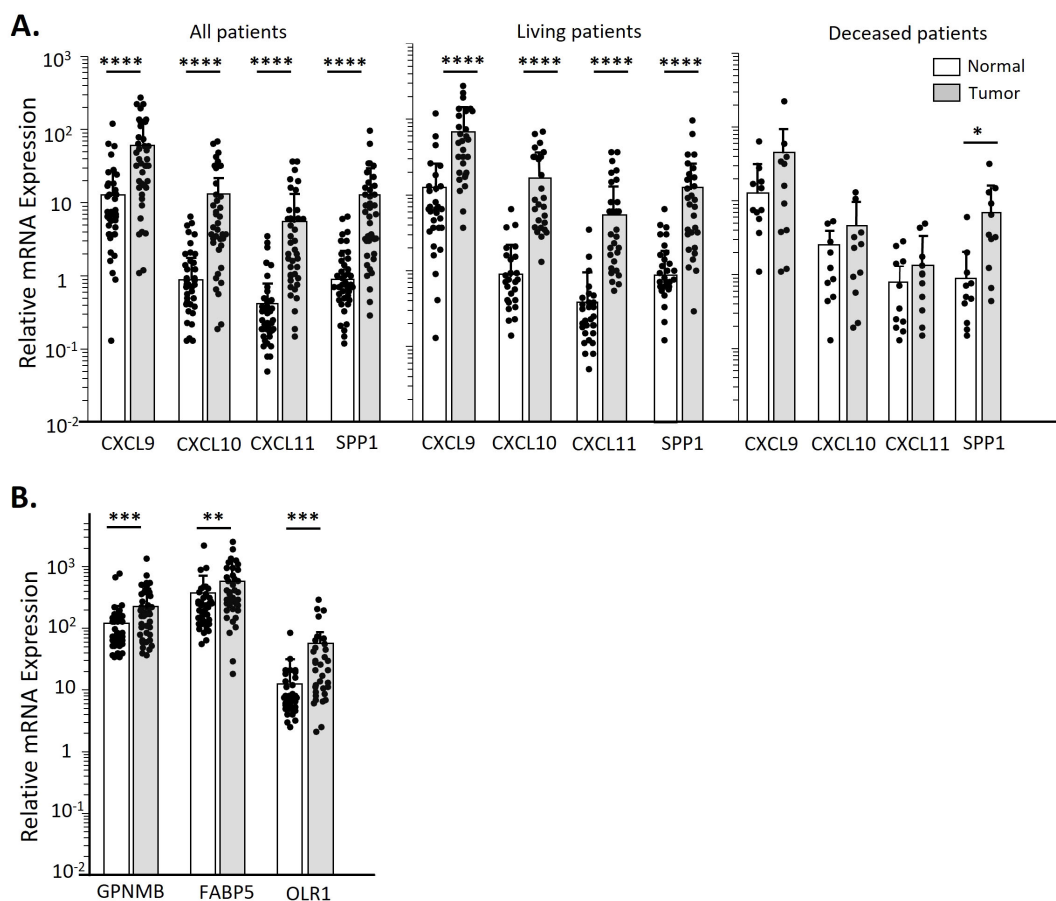 A.
All patients
Living patients
Deceased patients
Normal
Tumor
**** **** **** ****
**** **** **** ****
*
Relative mRNA Expression
10³
10²
10
1
10⁻¹
10⁻²
CXCL9 CXCL10 CXCL11 SPP1
CXCL9 CXCL10 CXCL11 SPP1
CXCL9 CXCL10 CXCL11 SPP1
B.
*** ** ***
Relative mRNA Expression
10³
10²
10
1
10⁻¹
10⁻²
GPNMB FABP5 OLR1